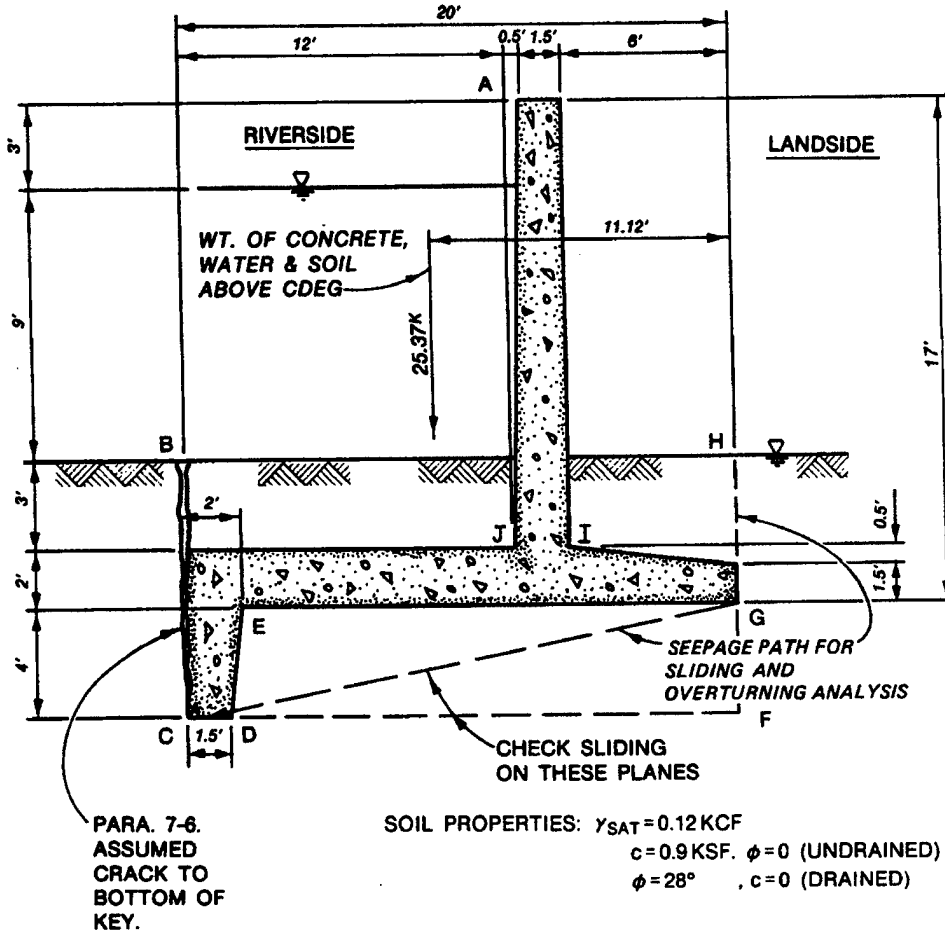 20'
12'
0.5'
1.5'
6'
A
3'
RIVERSIDE
LANDSIDE
WT. OF CONCRETE,
WATER & SOIL
ABOVE CDEG
11.12'
25.37K
9'
17'
B
H
3'
2'
J
I
0.5'
2'
1.5'
E
G
4'
SEEPAGE PATH FOR
SLIDING AND
OVERTURNING ANALYSIS
C
1.5'
D
F
CHECK SLIDING
ON THESE PLANES
PARA. 7-6.
ASSUMED
CRACK TO
BOTTOM OF
KEY.
SOIL PROPERTIES: γSAT = 0.12 KCF
c = 0.9 KSF. φ = 0 (UNDRAINED)
φ = 28° , c = 0 (DRAINED)